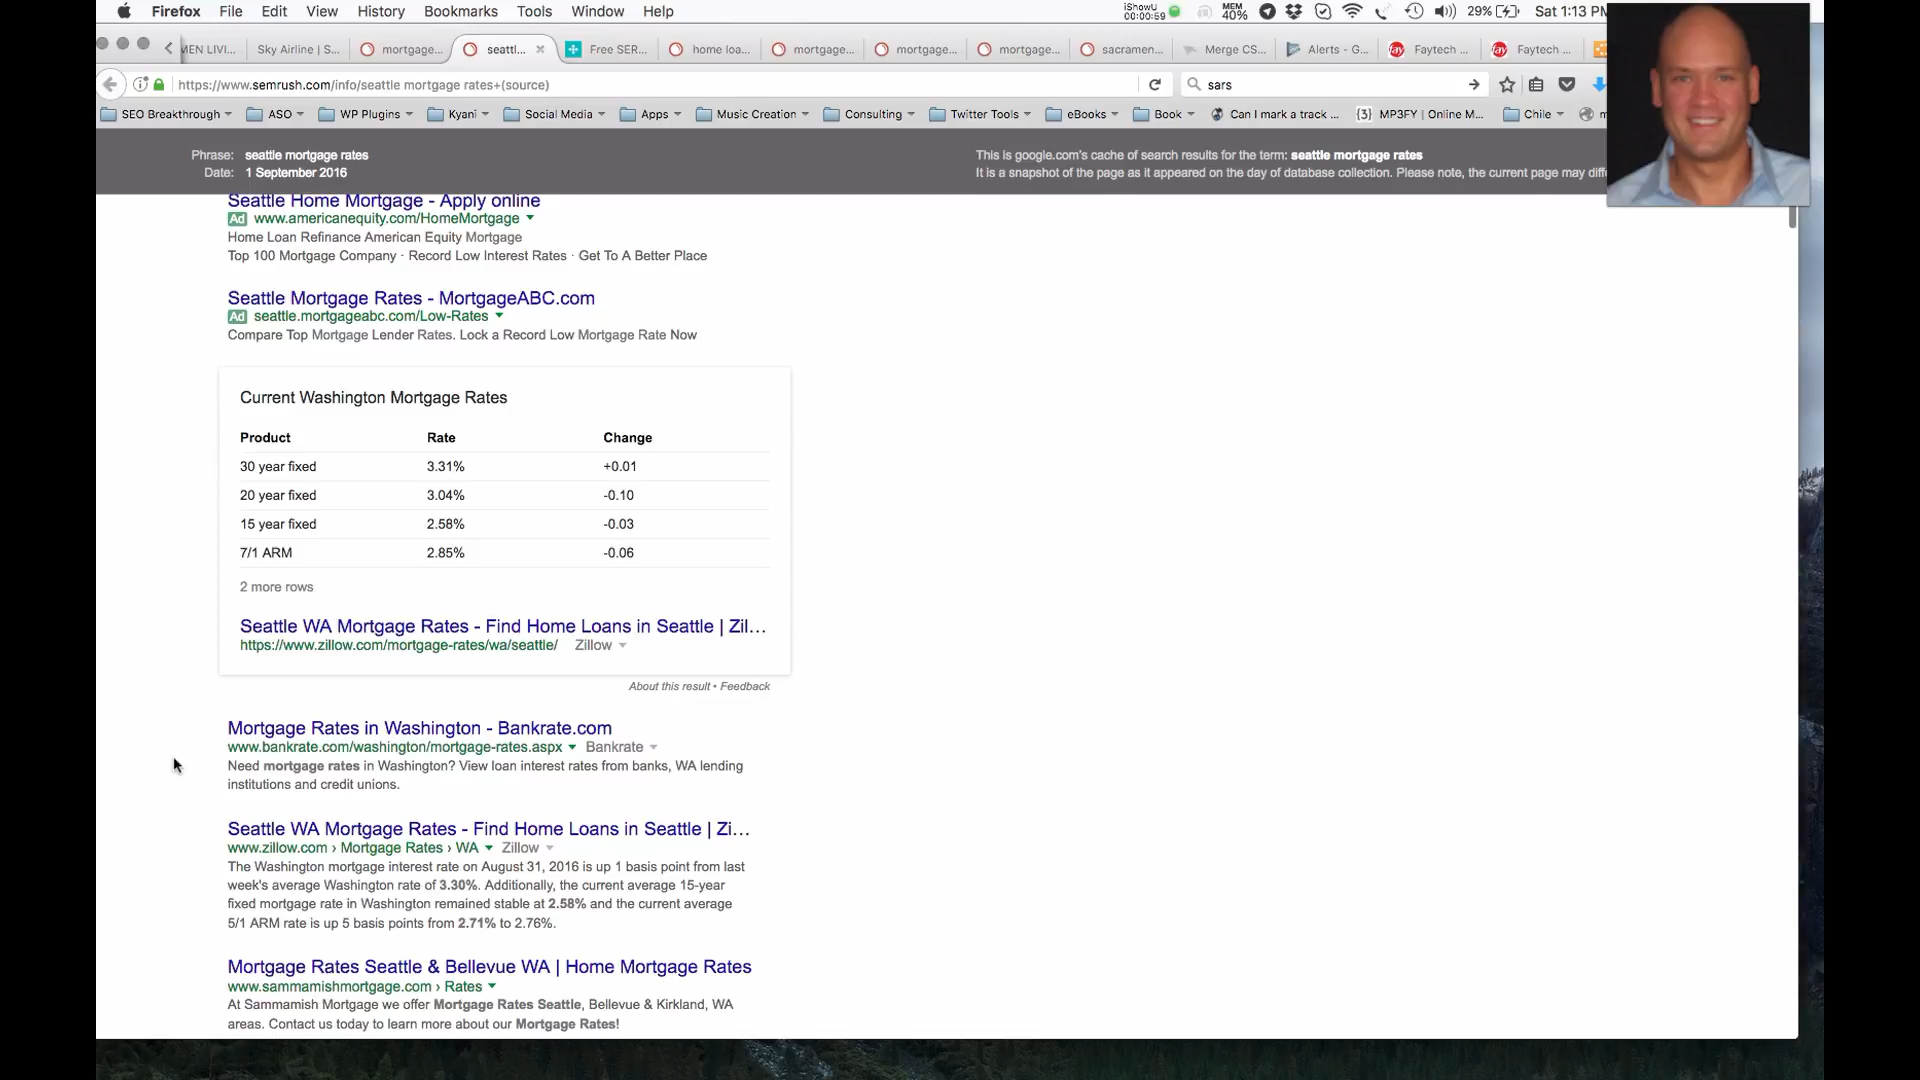 Firefox File Edit View History Bookmarks Tools Window Help
iShowU 00:00:59 MEM 40% 29% Sat 1:13 PM
MEN LIVI... Sky Airline | S... mortgage... seattl... Free SER... home loa... mortgage... mortgage... mortgage... sacramen... Merge CS... Alerts - G... Faytech ... Faytech ...
https://www.semrush.com/info/seattle mortgage rates+(source) sars
SEO Breakthrough ASO WP Plugins Kyani Social Media Apps Music Creation Consulting Twitter Tools eBooks Book Can I mark a track ... {3} MP3FY | Online M... Chile
Phrase: seattle mortgage rates
Date: 1 September 2016
This is google.com's cache of search results for the term: seattle mortgage rates
It is a snapshot of the page as it appeared on the day of database collection. Please note, the current page may diff
Seattle Home Mortgage - Apply online
Ad www.americanequity.com/HomeMortgage
Home Loan Refinance American Equity Mortgage
Top 100 Mortgage Company · Record Low Interest Rates · Get To A Better Place
Seattle Mortgage Rates - MortgageABC.com
Ad seattle.mortgageabc.com/Low-Rates
Compare Top Mortgage Lender Rates. Lock a Record Low Mortgage Rate Now
Current Washington Mortgage Rates
Product Rate Change
30 year fixed 3.31% +0.01
20 year fixed 3.04% -0.10
15 year fixed 2.58% -0.03
7/1 ARM 2.85% -0.06
2 more rows
Seattle WA Mortgage Rates - Find Home Loans in Seattle | Zil...
https://www.zillow.com/mortgage-rates/wa/seattle/ Zillow
About this result • Feedback
Mortgage Rates in Washington - Bankrate.com
www.bankrate.com/washington/mortgage-rates.aspx Bankrate
Need mortgage rates in Washington? View loan interest rates from banks, WA lending
institutions and credit unions.
Seattle WA Mortgage Rates - Find Home Loans in Seattle | Zi...
www.zillow.com › Mortgage Rates › WA Zillow
The Washington mortgage interest rate on August 31, 2016 is up 1 basis point from last
week's average Washington rate of 3.30%. Additionally, the current average 15-year
fixed mortgage rate in Washington remained stable at 2.58% and the current average
5/1 ARM rate is up 5 basis points from 2.71% to 2.76%.
Mortgage Rates Seattle & Bellevue WA | Home Mortgage Rates
www.sammamishmortgage.com › Rates
At Sammamish Mortgage we offer Mortgage Rates Seattle, Bellevue & Kirkland, WA
areas. Contact us today to learn more about our Mortgage Rates!